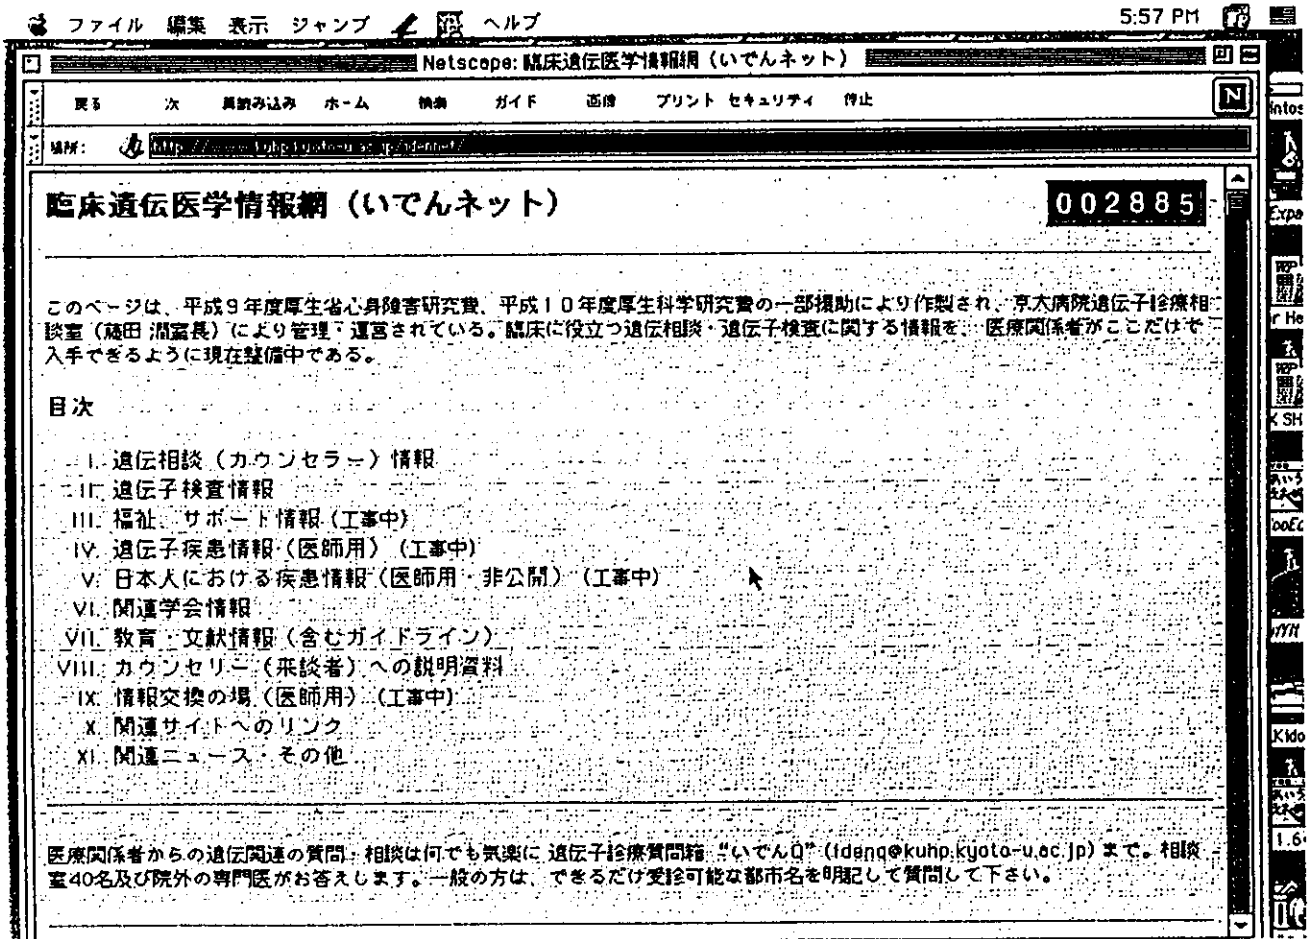 ファイル 編集 表示 ジャンプ ヘルプ 5:57 PM
Netscape: 臨床遺伝医学情報網（いでんネット）
戻る 次 再読み込み ホーム 検索 ガイド 画像 プリント セキュリティ 停止
N
場所: http://www.kuhp.kyoto-u.ac.jp/idennet/
臨床遺伝医学情報網（いでんネット）
002885
このページは、平成９年度厚生省心身障害研究費、平成１０年度厚生科学研究費の一部援助により作製され、京大病院遺伝子診療相
談室（藤田 潤室長）により管理・運営されている。臨床に役立つ遺伝相談・遺伝子検査に関する情報を、医療関係者がここだけで
入手できるように現在整備中である。
目次
I. 遺伝相談（カウンセラー）情報
II. 遺伝子検査情報
III. 福祉、サポート情報（工事中）
IV. 遺伝子疾患情報（医師用）（工事中）
V. 日本人における疾患情報（医師用・非公開）（工事中）
VI. 関連学会情報
VII. 教育・文献情報（含むガイドライン）
VIII. カウンセリー（来談者）への説明資料
IX. 情報交換の場（医師用）（工事中）
X. 関連サイトへのリンク
XI. 関連ニュース・その他
医療関係者からの遺伝関連の質問・相談は何でも気楽に 遺伝子診療質問箱 “いでんQ” (idenq@kuhp.kyoto-u.ac.jp) まで。相談
室40名及び院外の専門医がお答えします。一般の方は、できるだけ受診可能な都市名を明記して質問して下さい。